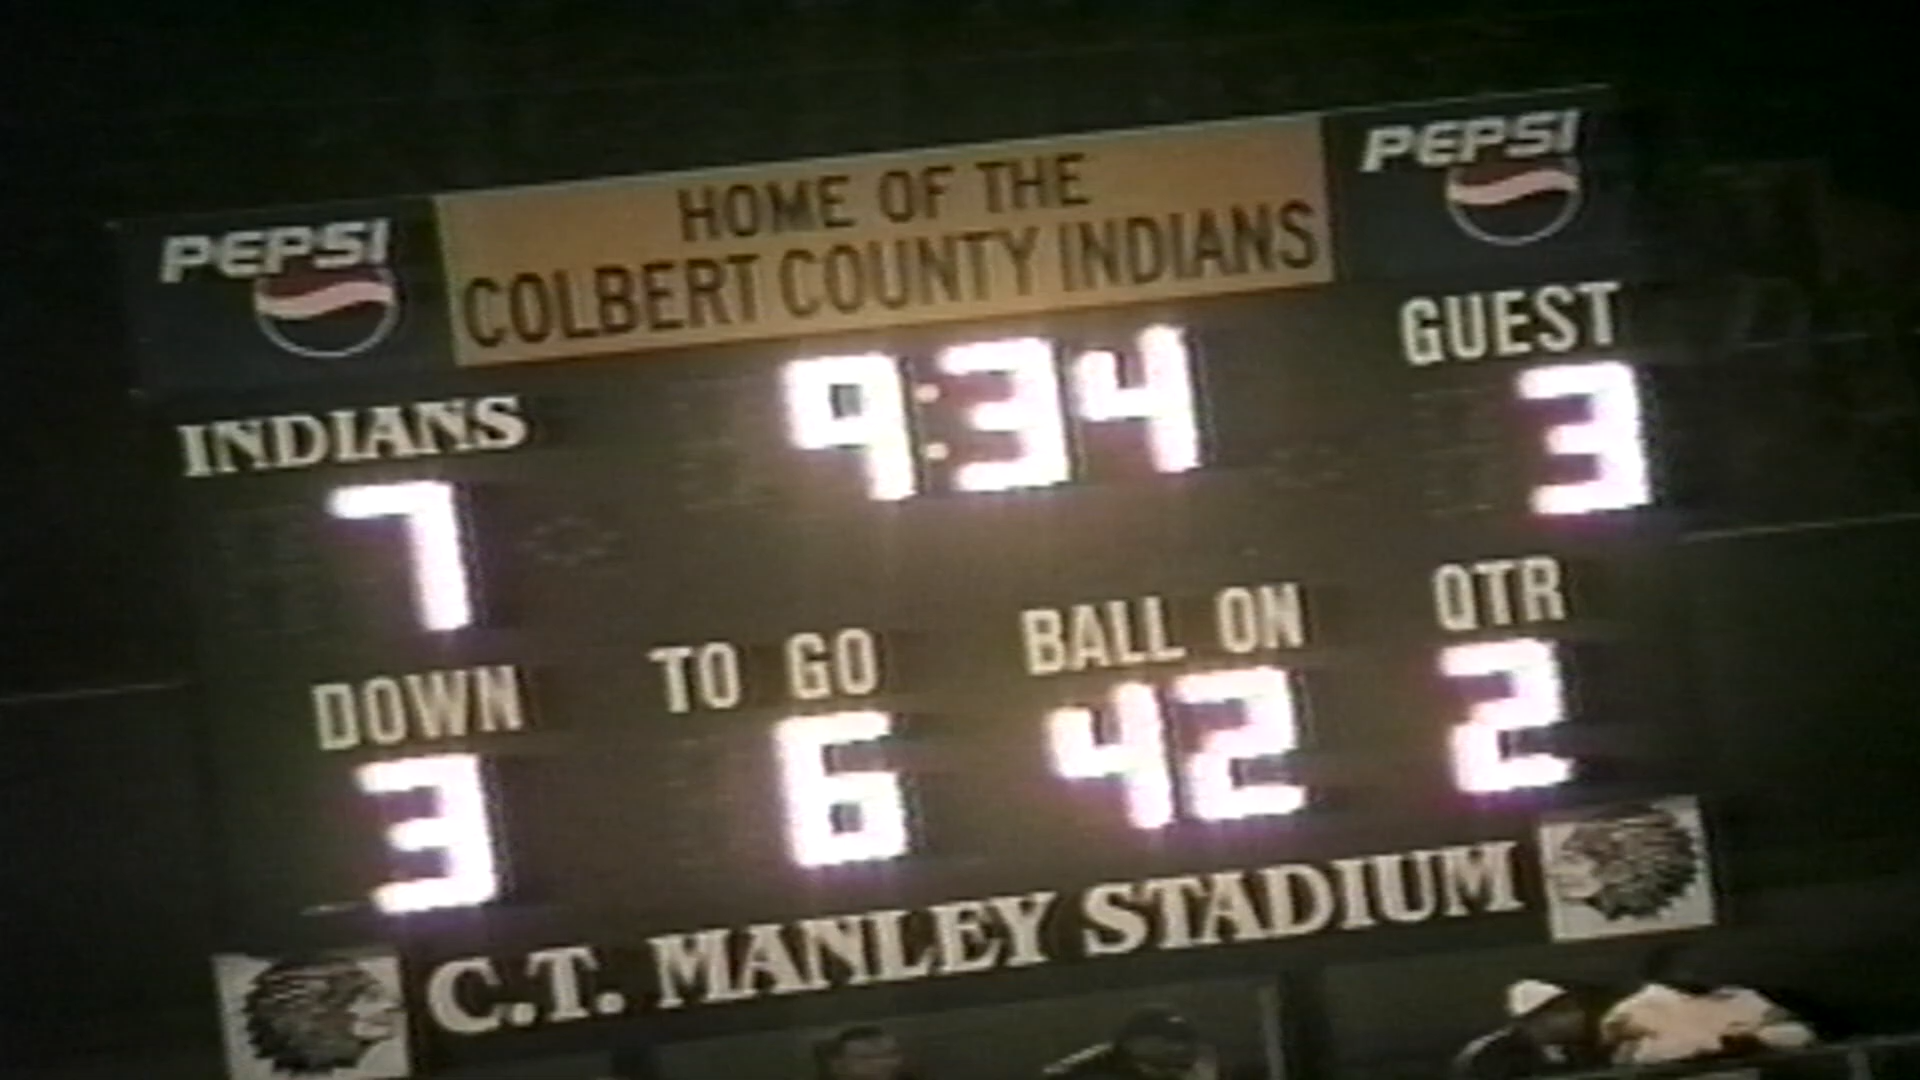 PEPSI
HOME OF THE
COLBERT COUNTY INDIANS
PEPSI
INDIANS
7
9:34
GUEST
3
DOWN
3
TO GO
6
BALL ON
42
QTR
2
C.T. MANLEY STADIUM